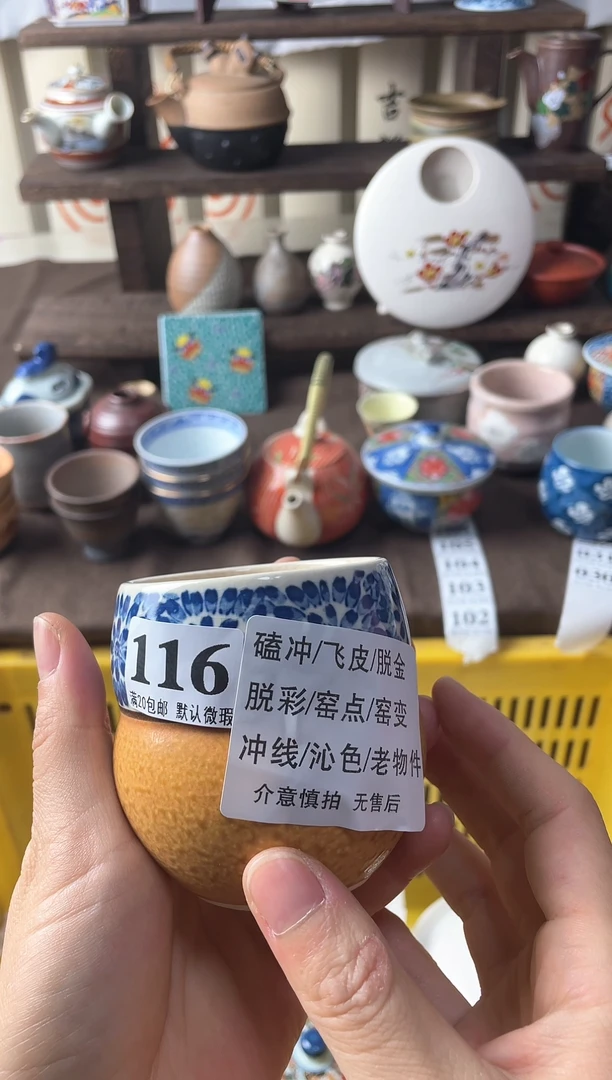 吉
116
满20包邮 默认微瑕
磕冲/飞皮/脱金
脱彩/窑点/窑变
冲线/沁色/老物件
介意慎拍 无售后
104
103
102